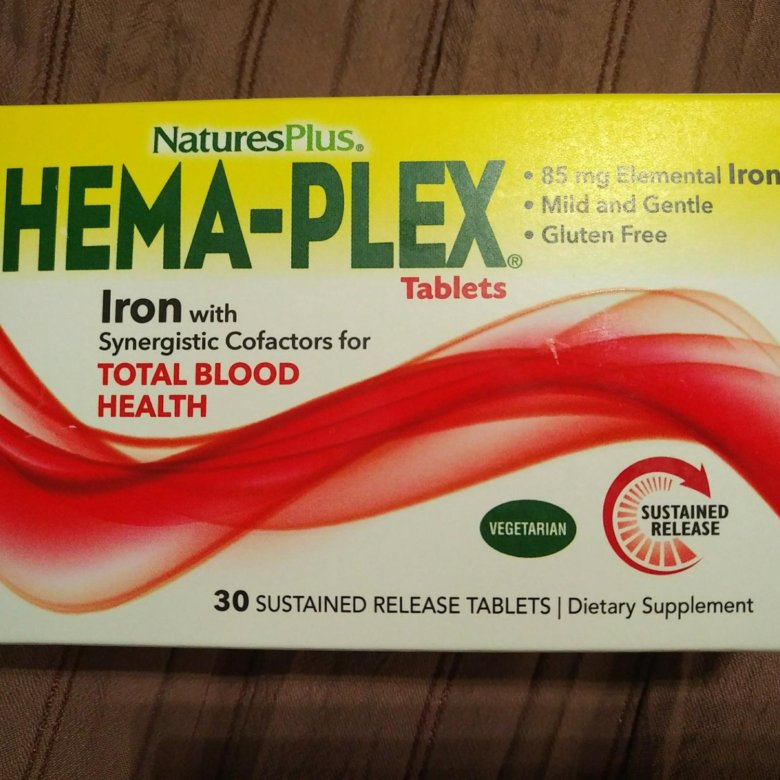 NaturesPlus®
HEMA-PLEX®
Tablets
• 85 mg Elemental Iron
• Mild and Gentle
• Gluten Free
Iron with
Synergistic Cofactors for
TOTAL BLOOD
HEALTH
VEGETARIAN
SUSTAINED
RELEASE
30 SUSTAINED RELEASE TABLETS | Dietary Supplement